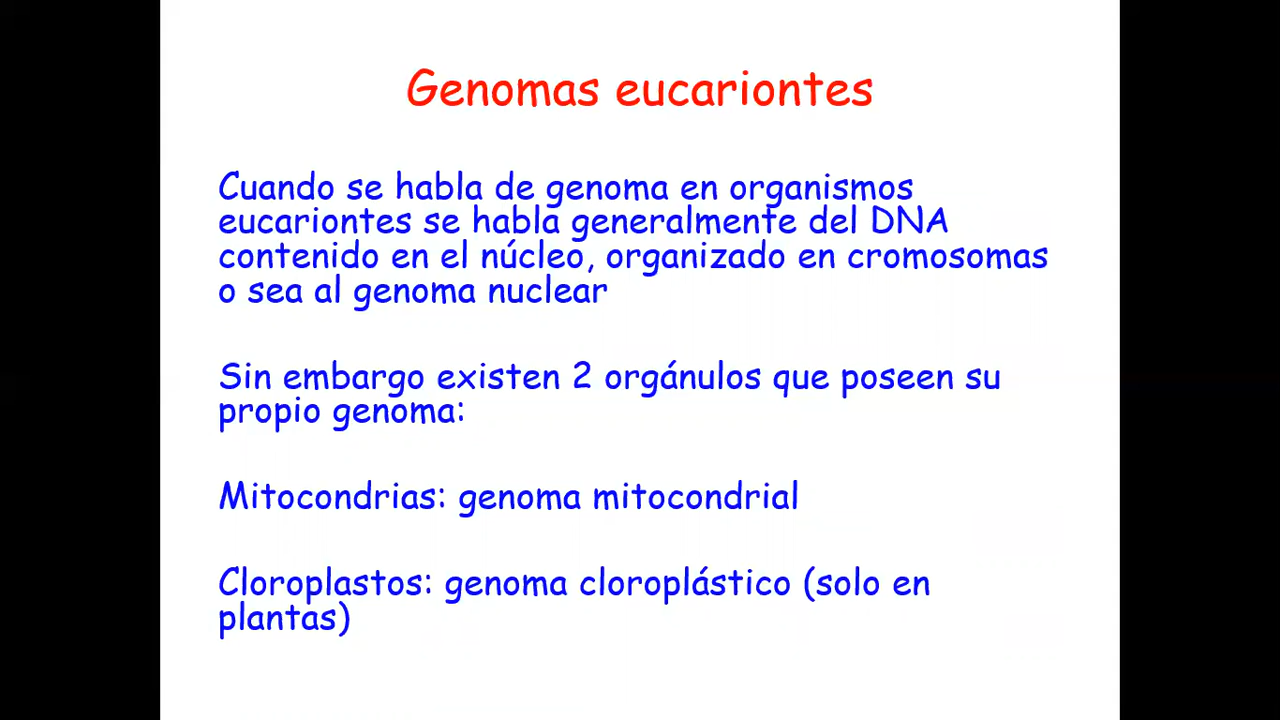 Genomas eucariontes
Cuando se habla de genoma en organismos
eucariontes se habla generalmente del DNA
contenido en el núcleo, organizado en cromosomas
o sea al genoma nuclear
Sin embargo existen 2 orgánulos que poseen su
propio genoma:
Mitocondrias: genoma mitocondrial
Cloroplastos: genoma cloroplástico (solo en
plantas)